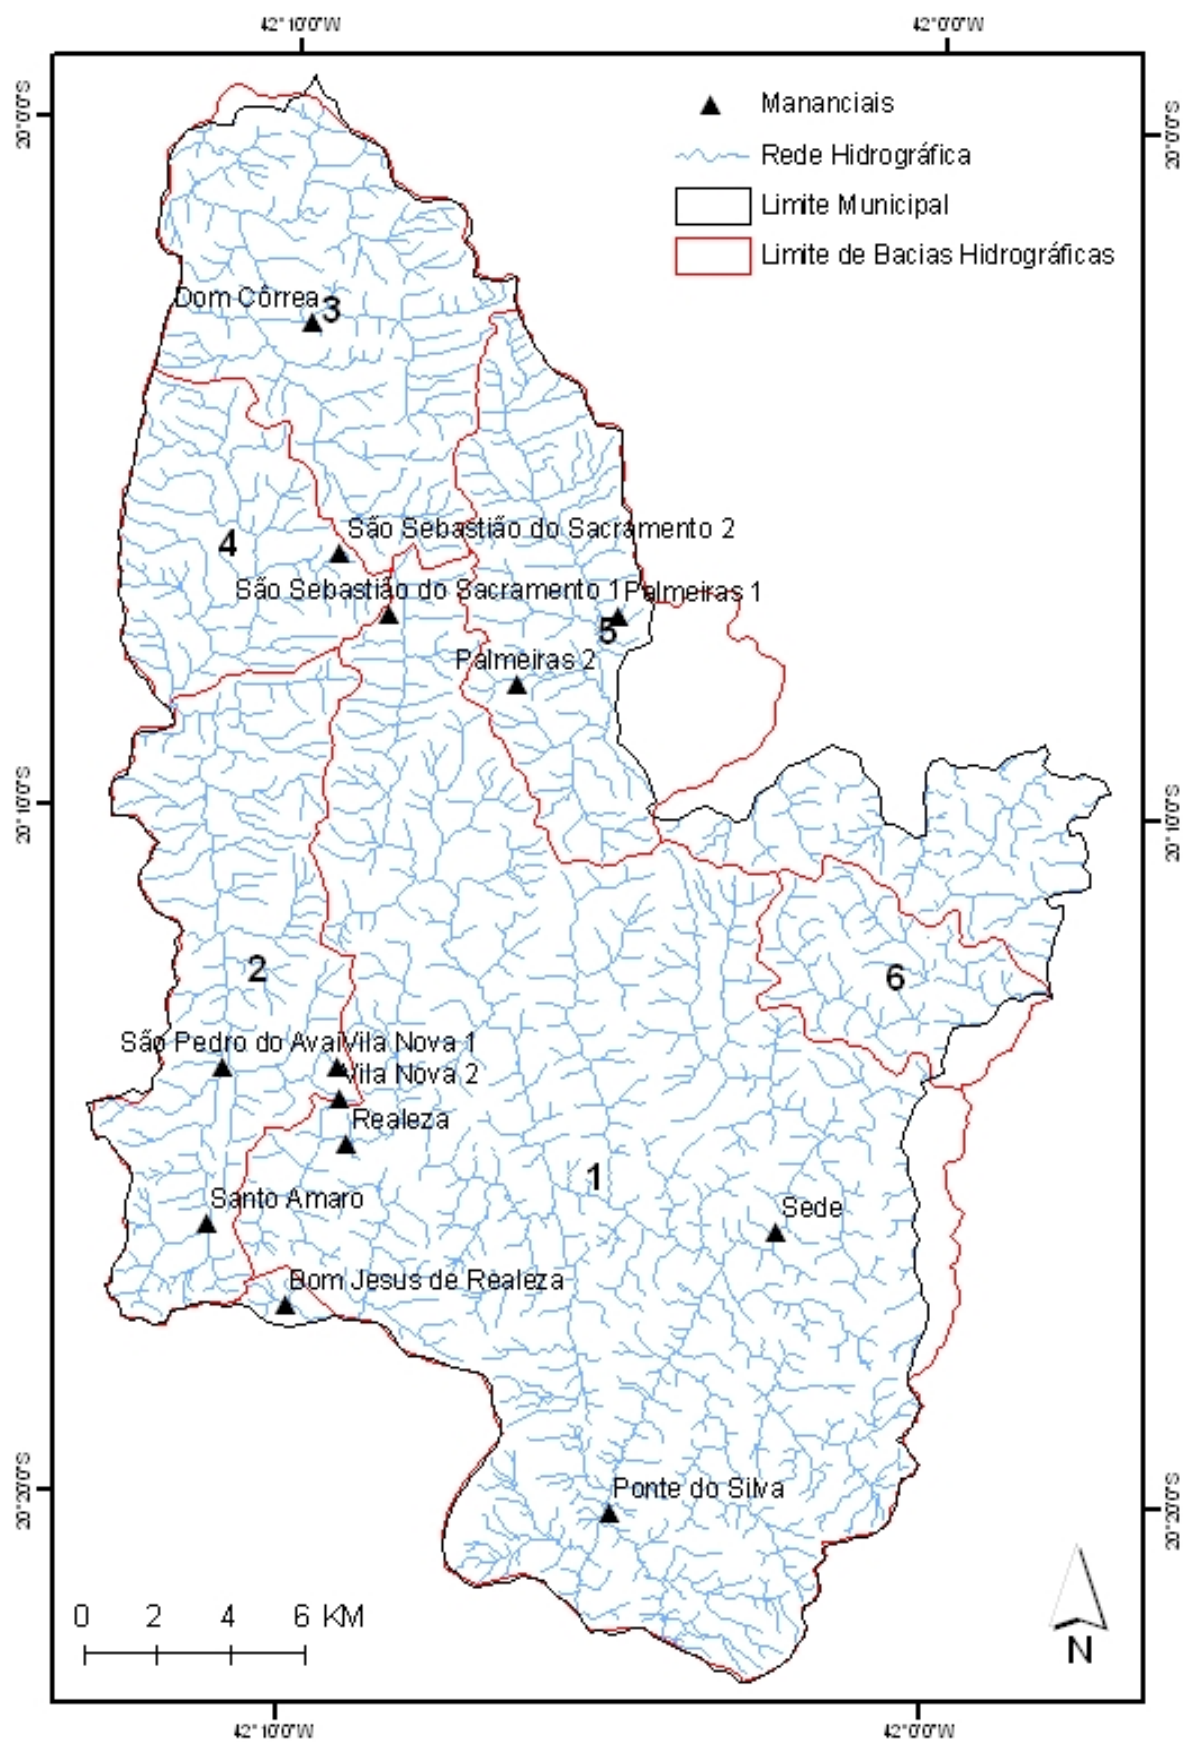 42°10'0"W 42°0'0"W
20°0'0"S
20°0'0"S
Mananciais
Rede Hidrográfica
Limite Municipal
Limite de Bacias Hidrográficas
Dom Côrrea
3
4
São Sebastião do Sacramento 2
São Sebastião do Sacramento 1
Palmeiras 1
5
Palmeiras 2
20°10'0"S
20°10'0"S
2
6
São Pedro do Avaí
Vila Nova 1
Vila Nova 2
Realeza
1
Santo Amaro
Sede
Bom Jesus de Realeza
20°20'0"S
20°20'0"S
Ponte do Silva
0 2 4 6 KM
N
42°10'0"W 42°0'0"W